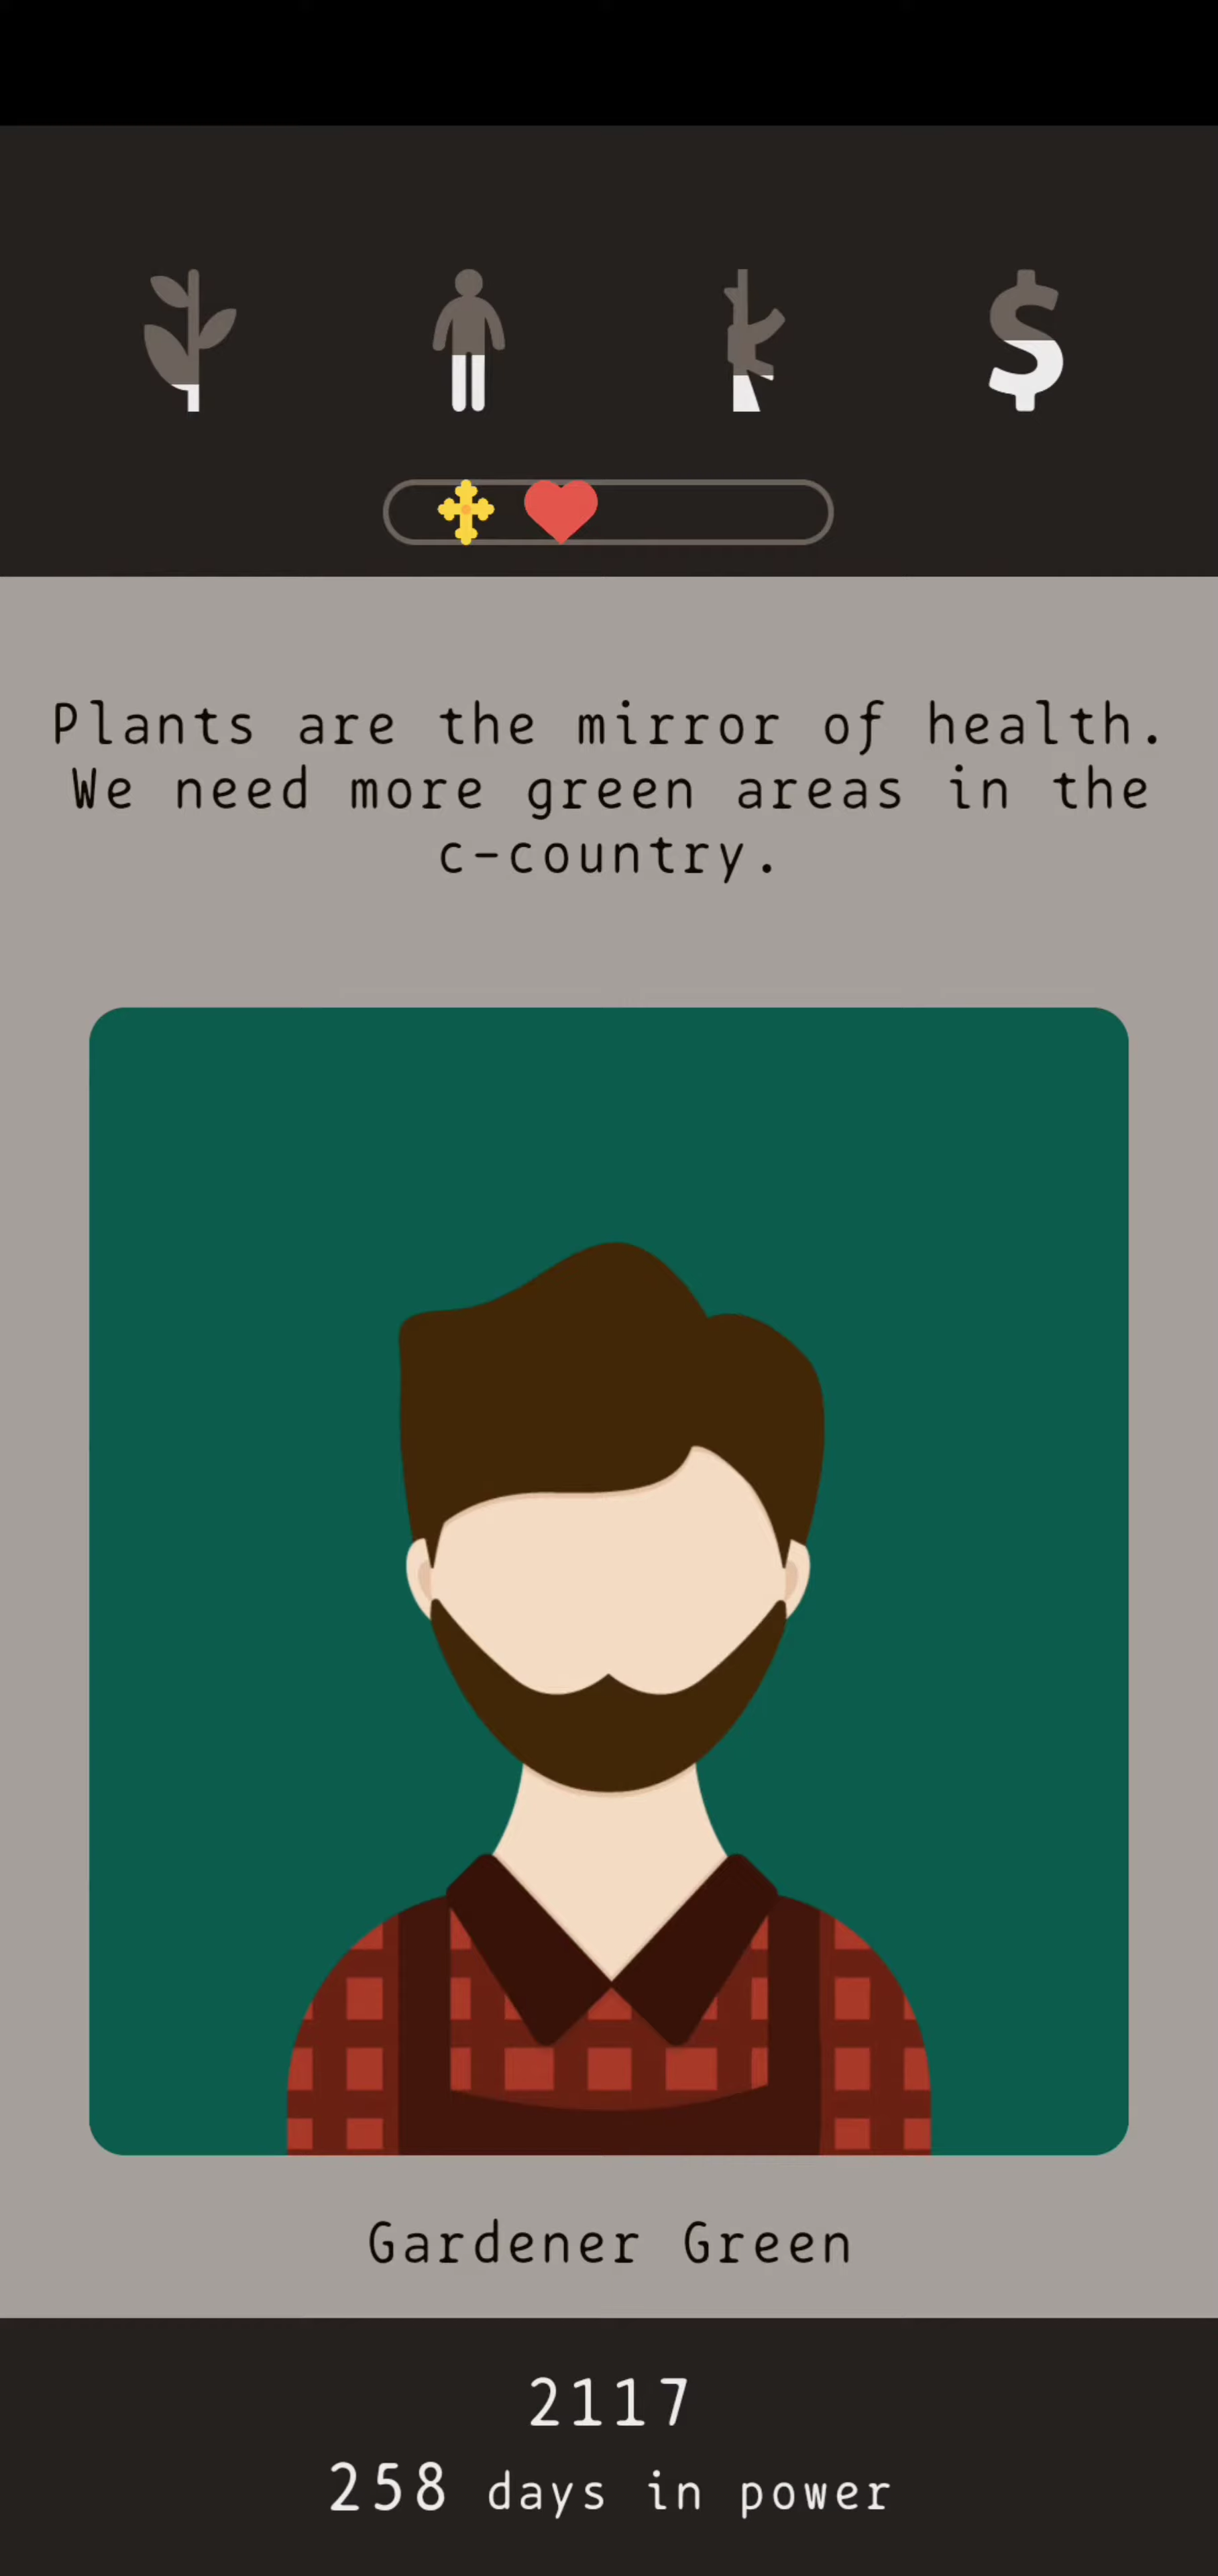 Plants are the mirror of health.
We need more green areas in the
c-country.
Gardener Green
2117
258 days in power